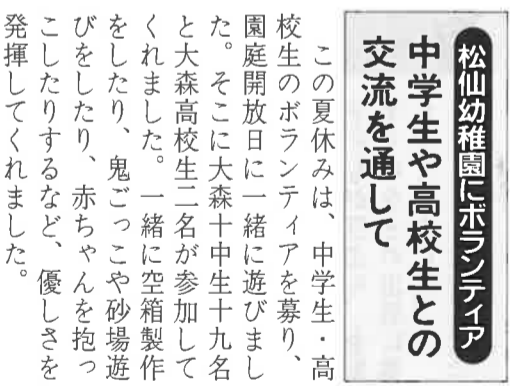 松仙幼稚園にボランティア
中学生や高校生との
交流を通して
この夏休みは、中学生・高
校生のボランティアを募り、
園庭開放日に一緒に遊びまし
た。そこに大森十中生十九名
と大森高校生二名が参加して
くれました。一緒に空箱製作
をしたり、鬼ごっこや砂場遊
びをしたり、赤ちゃんを抱っ
こしたりするなど、優しさを
発揮してくれました。